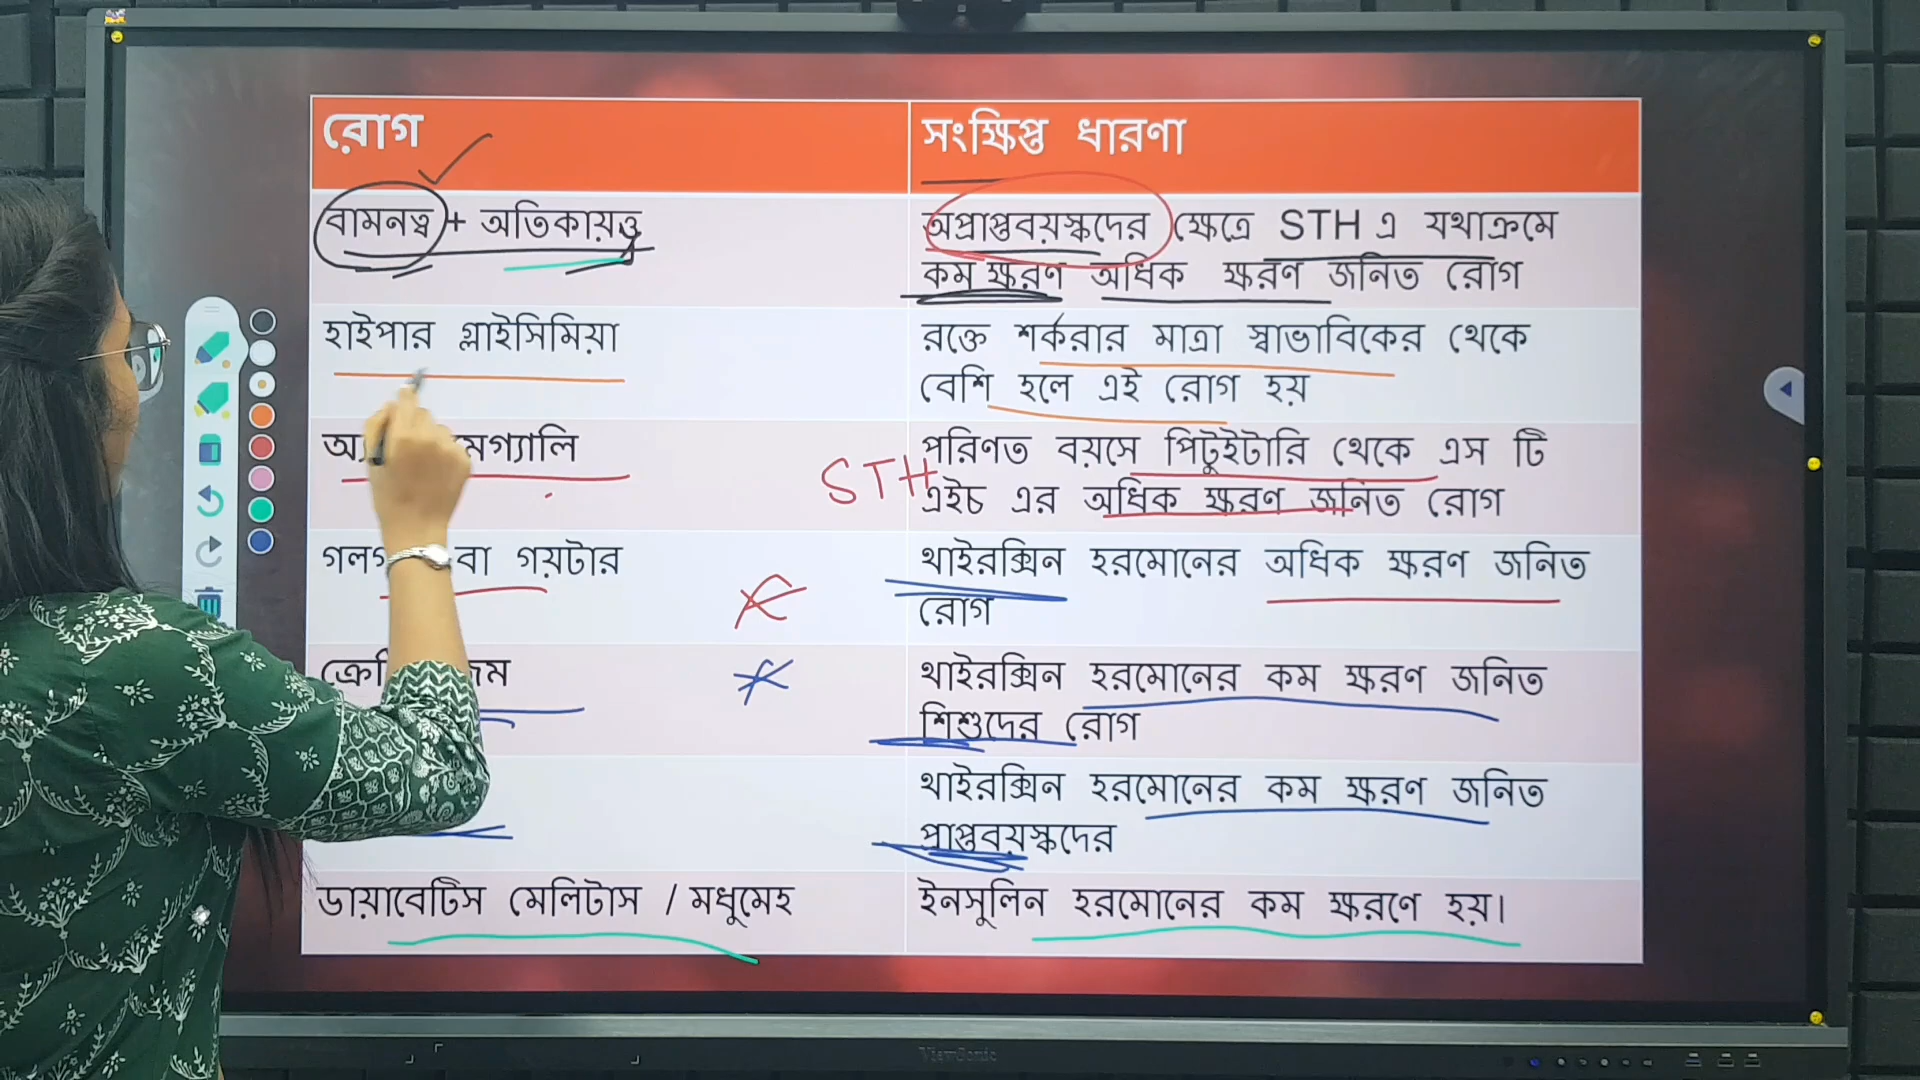 রোগ
সংক্ষিপ্ত ধারণা
বামনত্ব + অতিকায়ত্ত্ব
অপ্রাপ্তবয়স্কদের ক্ষেত্রে STH এ যথাক্রমে
কম ক্ষরণ অধিক ক্ষরণ জনিত রোগ
হাইপার গ্লাইসিমিয়া
রক্তে শর্করার মাত্রা স্বাভাবিকের থেকে
বেশি হলে এই রোগ হয়
পরিণত বয়সে পিটুইটারি থেকে এস টি
STH
এইচ এর অধিক ক্ষরণ জনিত রোগ
বা গয়টার
থাইরক্সিন হরমোনের অধিক ক্ষরণ জনিত
রোগ
থাইরক্সিন হরমোনের কম ক্ষরণ জনিত
শিশুদের রোগ
থাইরক্সিন হরমোনের কম ক্ষরণ জনিত
প্রাপ্তবয়স্কদের
ডায়াবেটিস মেলিটাস / মধুমেহ
ইনসুলিন হরমোনের কম ক্ষরণে হয়।
ViewSonic